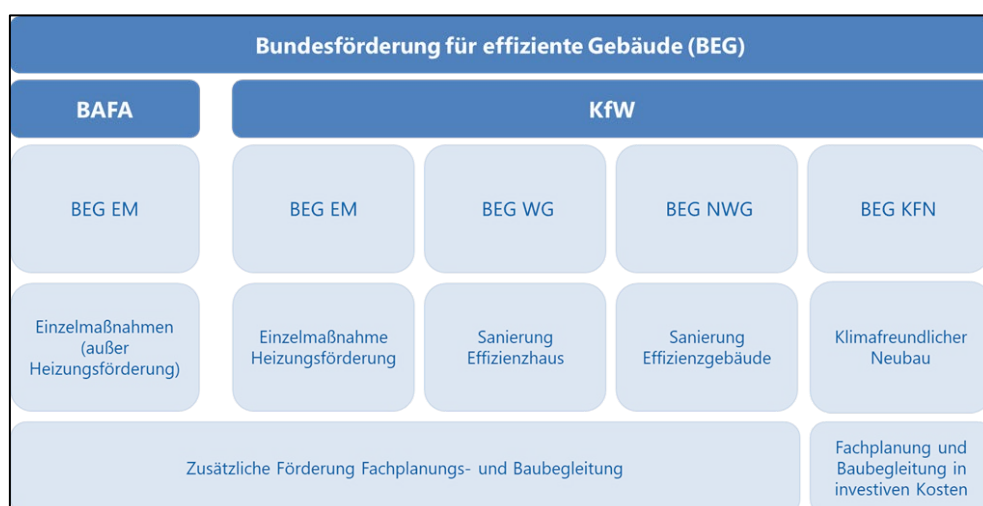 Bundesförderung für effiziente Gebäude (BEG)
BAFA
KfW
BEG EM
BEG EM
BEG WG
BEG NWG
BEG KFN
Einzelmaßnahmen
(außer
Heizungsförderung)
Einzelmaßnahme
Heizungsförderung
Sanierung
Effizienzhaus
Sanierung
Effizienzgebäude
Klimafreundlicher
Neubau
Zusätzliche Förderung Fachplanungs- und Baubegleitung
Fachplanung und
Baubegleitung in
investiven Kosten